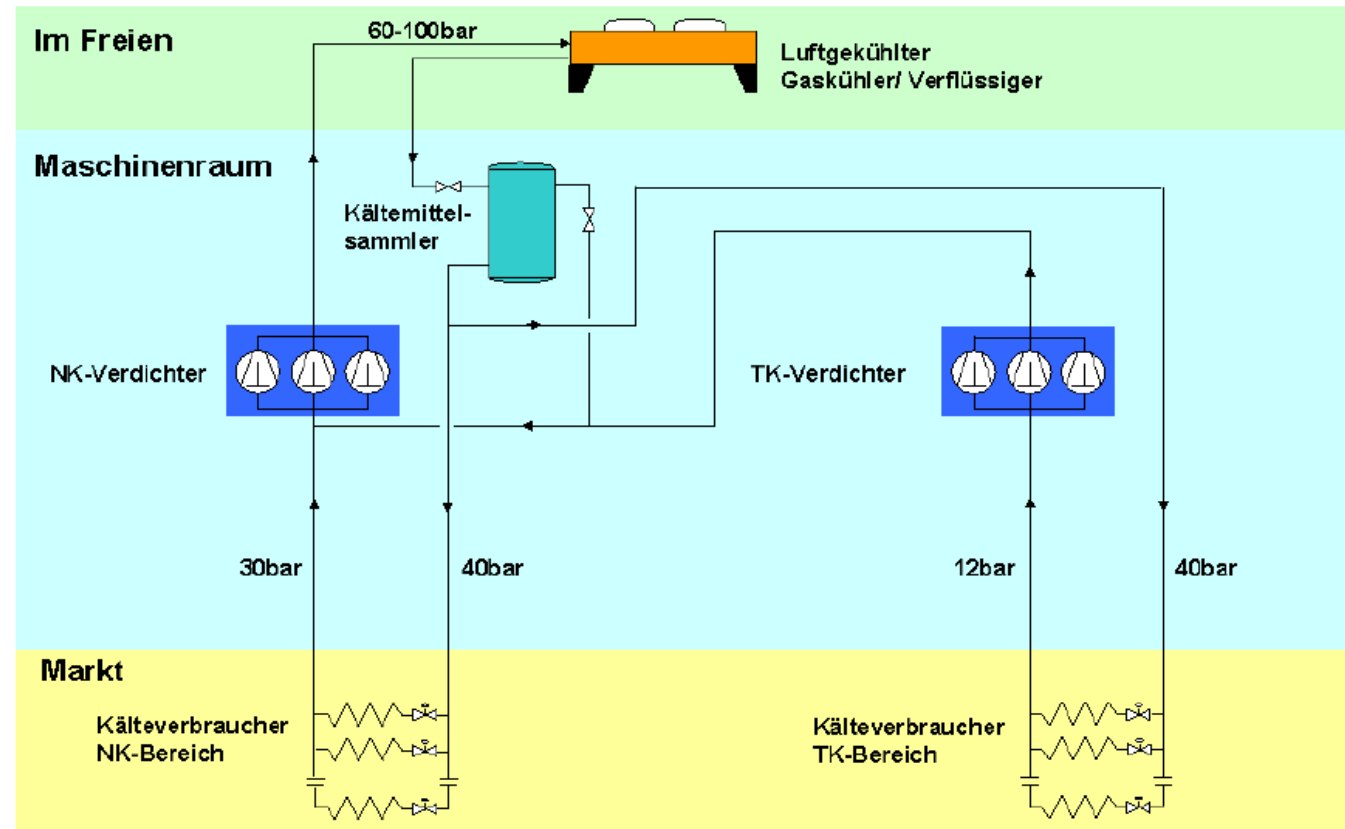 Im Freien
60-100bar
Luftgekühlter
Gaskühler/ Verflüssiger
Maschinenraum
Kältemittel-
sammler
NK-Verdichter
TK-Verdichter
30bar
40bar
12bar
40bar
Markt
Kälteverbraucher
NK-Bereich
Kälteverbraucher
TK-Bereich